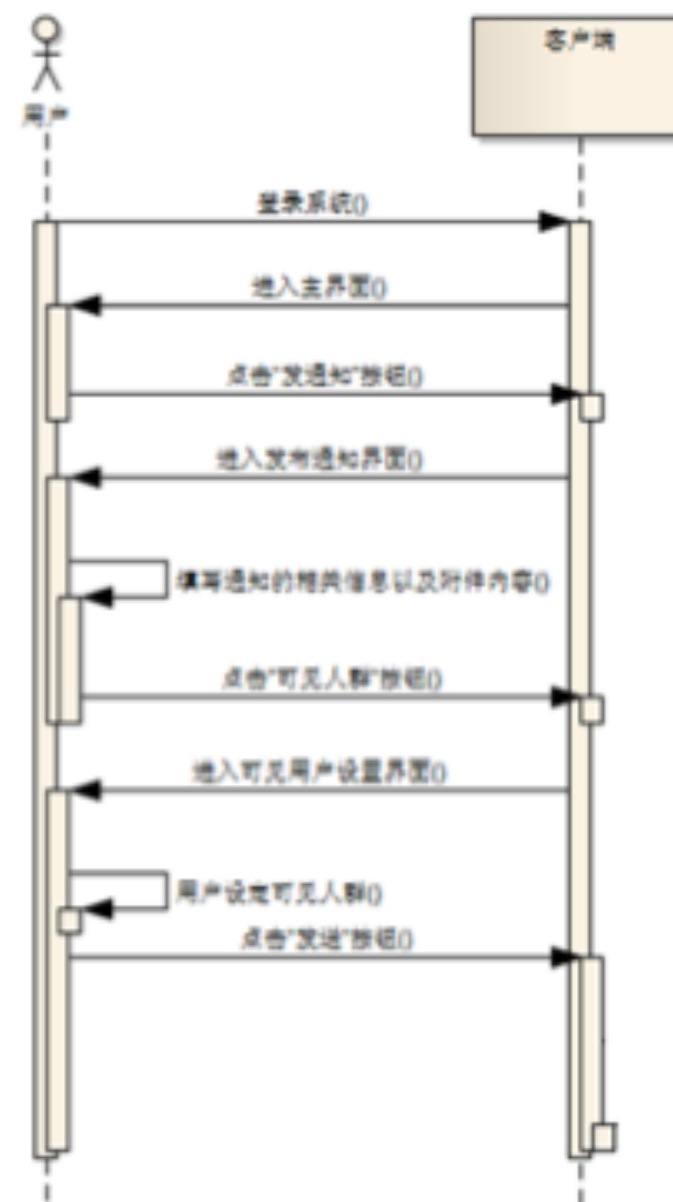 用户
客户端
登录系统()
进入主界面()
点击"发通知"按钮()
进入发布通知界面()
填写通知的相关信息以及附件内容()
点击"可见人群"按钮()
进入可见用户设置界面()
用户设定可见人群()
点击"发送"按钮()